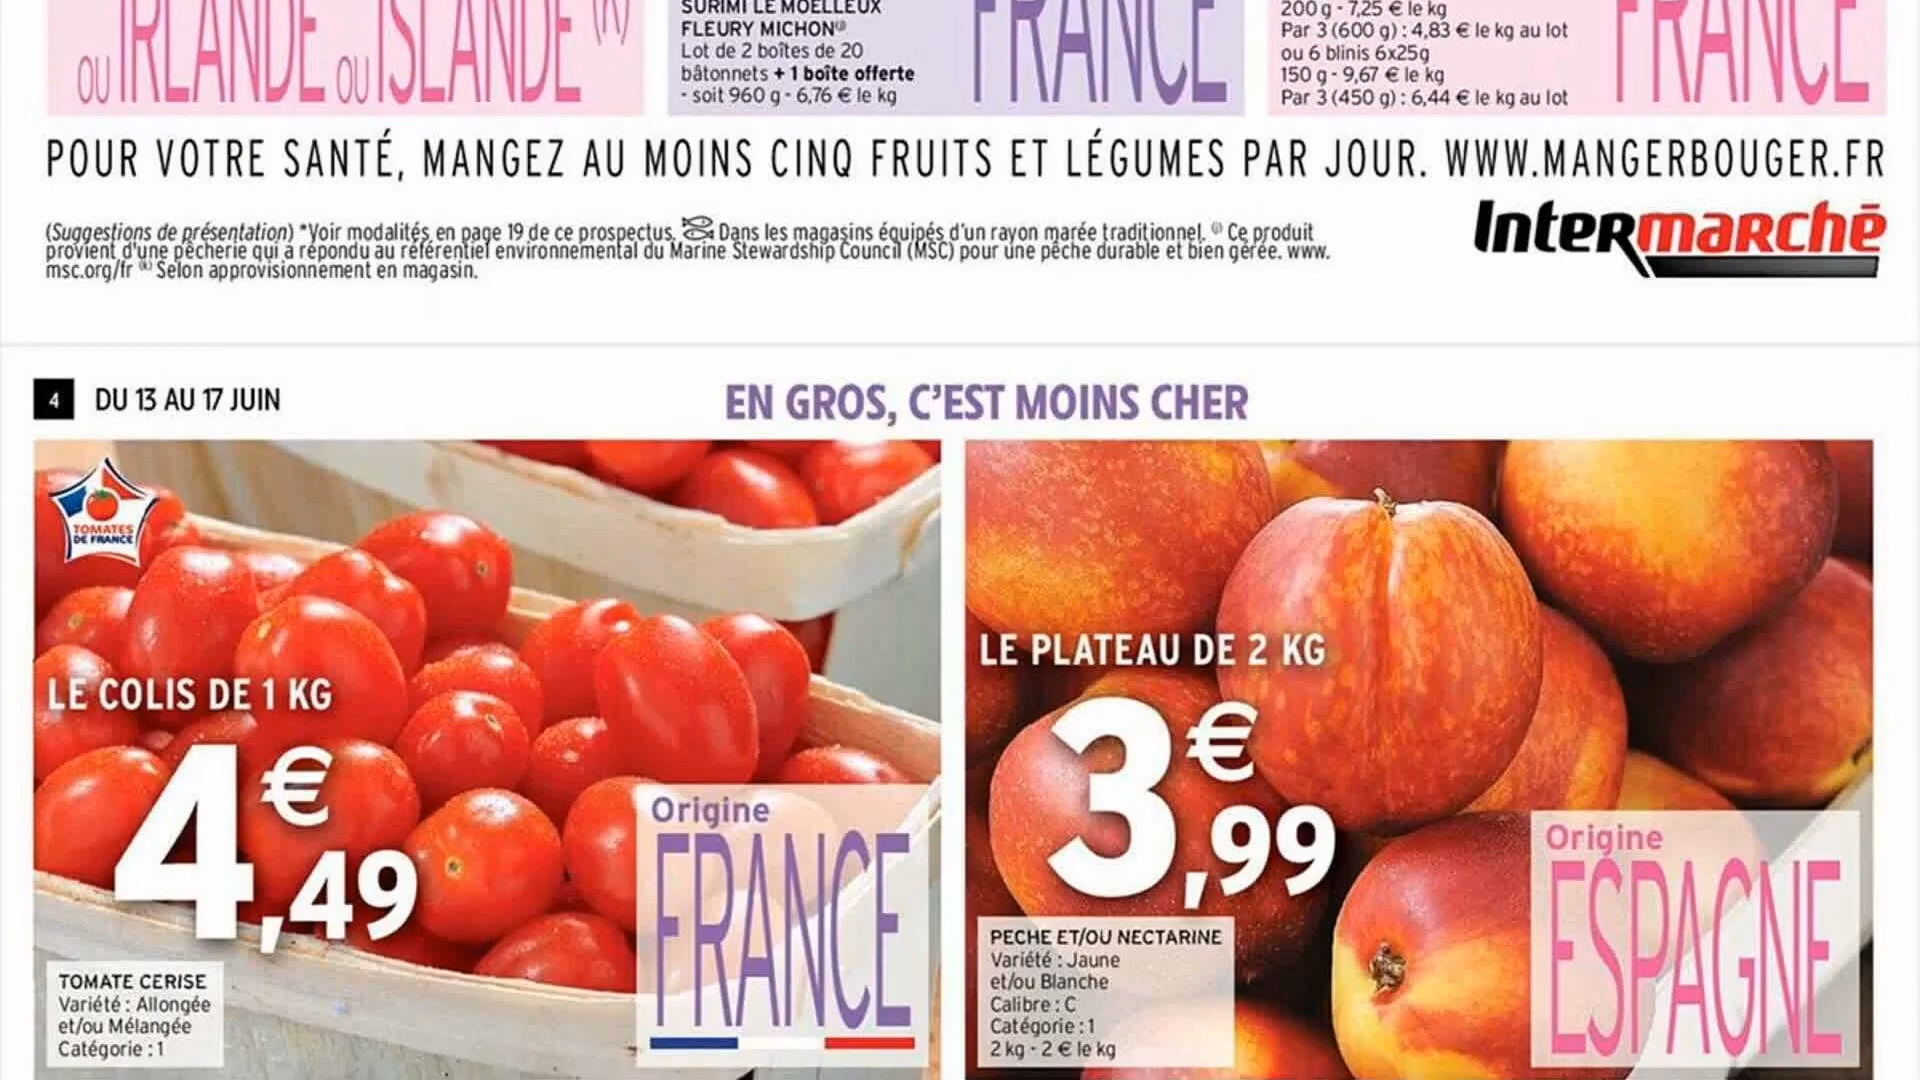 OU IRLANDE OU ISLANDE (*)
SURIMI LE MOELLEUX
FLEURY MICHON
Lot de 2 boîtes de 20
bâtonnets + 1 boîte offerte
- soit 960 g - 6,76 € le kg
FRANCE
200 g - 7,25 € le kg
Par 3 (600 g) : 4,83 € le kg au lot
ou 6 blinis 6x25g
150 g - 9,67 € le kg
Par 3 (450 g) : 6,44 € le kg au lot
FRANCE
POUR VOTRE SANTÉ, MANGEZ AU MOINS CINQ FRUITS ET LÉGUMES PAR JOUR. WWW.MANGERBOUGER.FR
(Suggestions de présentation) *Voir modalités en page 19 de ce prospectus. Dans les magasins équipés d'un rayon marée traditionnel. Ce produit
provient d'une pêcherie qui a répondu au référentiel environnemental du Marine Stewardship Council (MSC) pour une pêche durable et bien gérée. www.
msc.org/fr Selon approvisionnement en magasin.
Intermarché
4 DU 13 AU 17 JUIN
EN GROS, C'EST MOINS CHER
TOMATES
DE FRANCE
LE COLIS DE 1 KG
4€,49
TOMATE CERISE
Variété : Allongée
et/ou Mélangée
Catégorie : 1
Origine
FRANCE
LE PLATEAU DE 2 KG
3€,99
PECHE ET/OU NECTARINE
Variété : Jaune
et/ou Blanche
Calibre : C
Catégorie : 1
2 kg - 2 € le kg
Origine
ESPAGNE